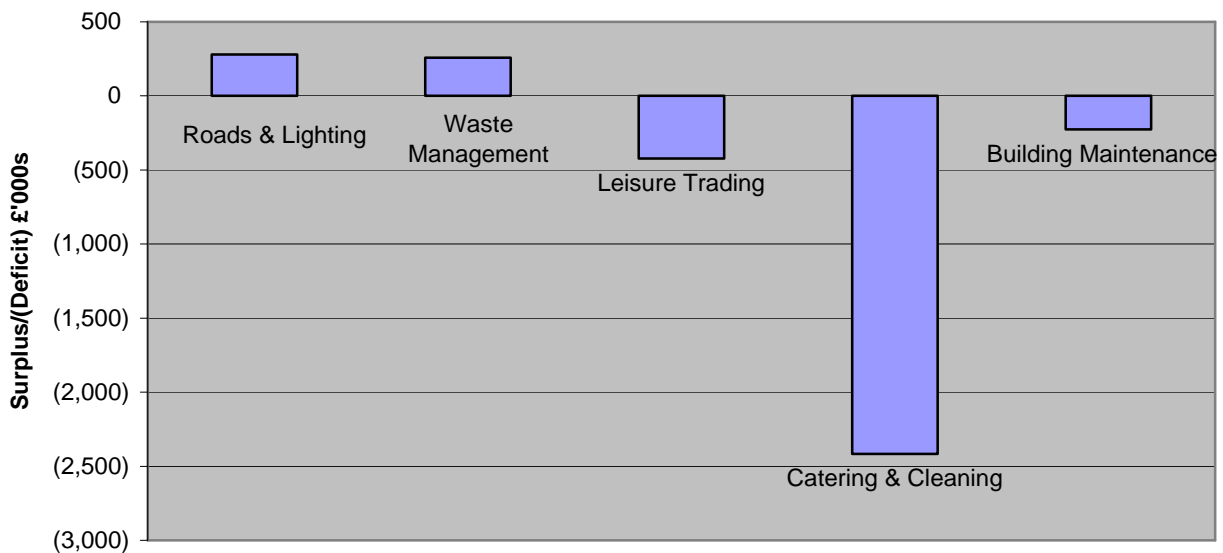 500
0
(500)
(1,000)
(1,500)
(2,000)
(2,500)
(3,000)
Surplus/(Deficit) £'000s
Roads & Lighting
Waste
Management
Leisure Trading
Catering & Cleaning
Building Maintenance